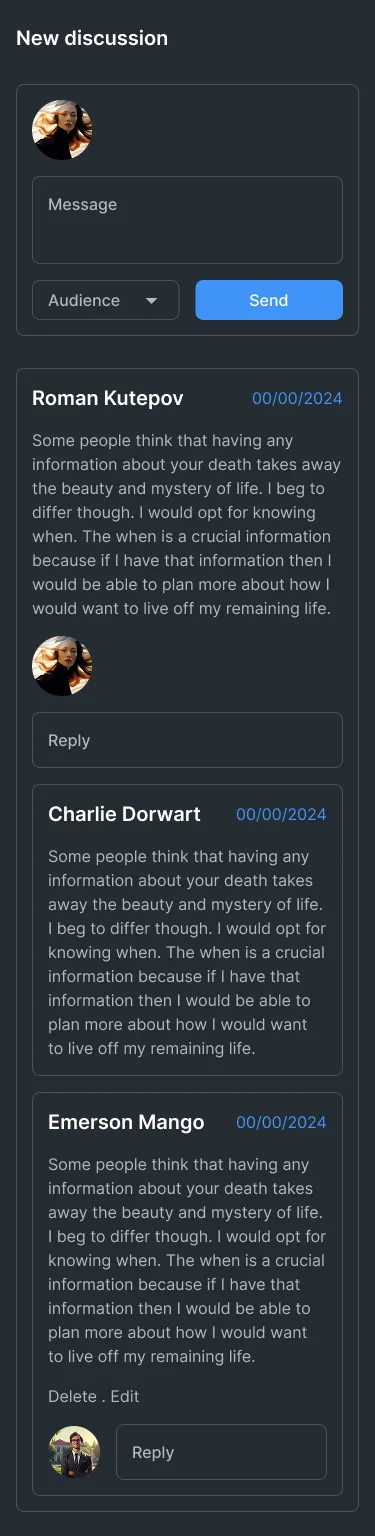 New discussion
Message
Audience
Send
Roman Kutepov 00/00/2024
Some people think that having any
information about your death takes away
the beauty and mystery of life. I beg to
differ though. I would opt for knowing
when. The when is a crucial information
because if I have that information then I
would be able to plan more about how I
would want to live off my remaining life.
Reply
Charlie Dorwart 00/00/2024
Some people think that having any
information about your death takes
away the beauty and mystery of life.
I beg to differ though. I would opt for
knowing when. The when is a crucial
information because if I have that
information then I would be able to
plan more about how I would want
to live off my remaining life.
Emerson Mango 00/00/2024
Some people think that having any
information about your death takes
away the beauty and mystery of life.
I beg to differ though. I would opt for
knowing when. The when is a crucial
information because if I have that
information then I would be able to
plan more about how I would want
to live off my remaining life.
Delete . Edit
Reply